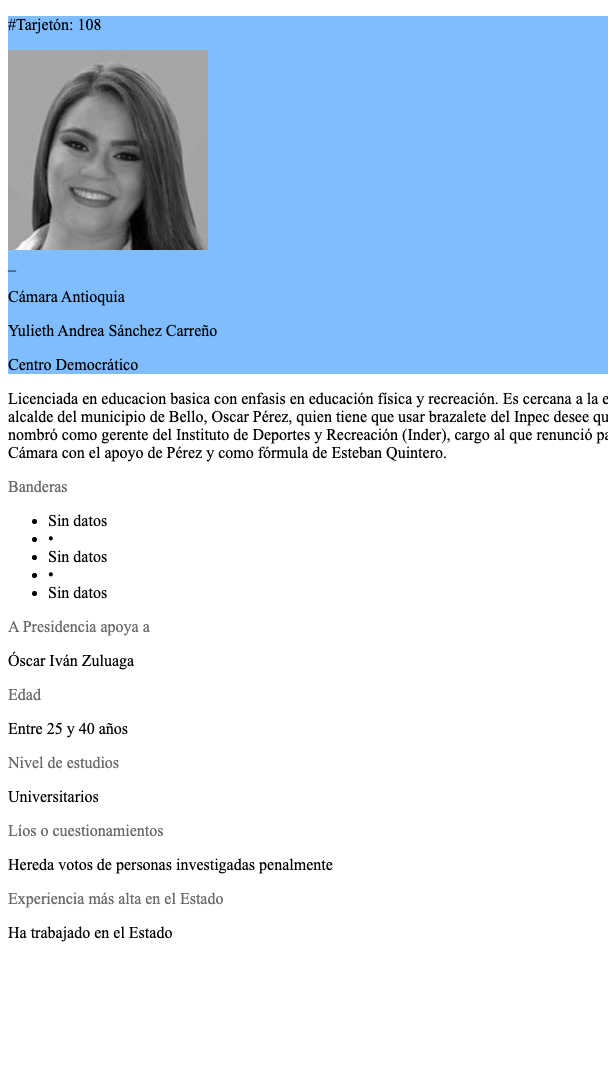 #Tarjetón: 108
_
Cámara Antioquia
Yulieth Andrea Sánchez Carreño
Centro Democrático
Licenciada en educacion basica con enfasis en educación física y recreación. Es cercana a la e
alcalde del municipio de Bello, Oscar Pérez, quien tiene que usar brazalete del Inpec desee qu
nombró como gerente del Instituto de Deportes y Recreación (Inder), cargo al que renunció pa
Cámara con el apoyo de Pérez y como fórmula de Esteban Quintero.
Banderas
• Sin datos
• •
• Sin datos
• •
• Sin datos
A Presidencia apoya a
Óscar Iván Zuluaga
Edad
Entre 25 y 40 años
Nivel de estudios
Universitarios
Líos o cuestionamientos
Hereda votos de personas investigadas penalmente
Experiencia más alta en el Estado
Ha trabajado en el Estado